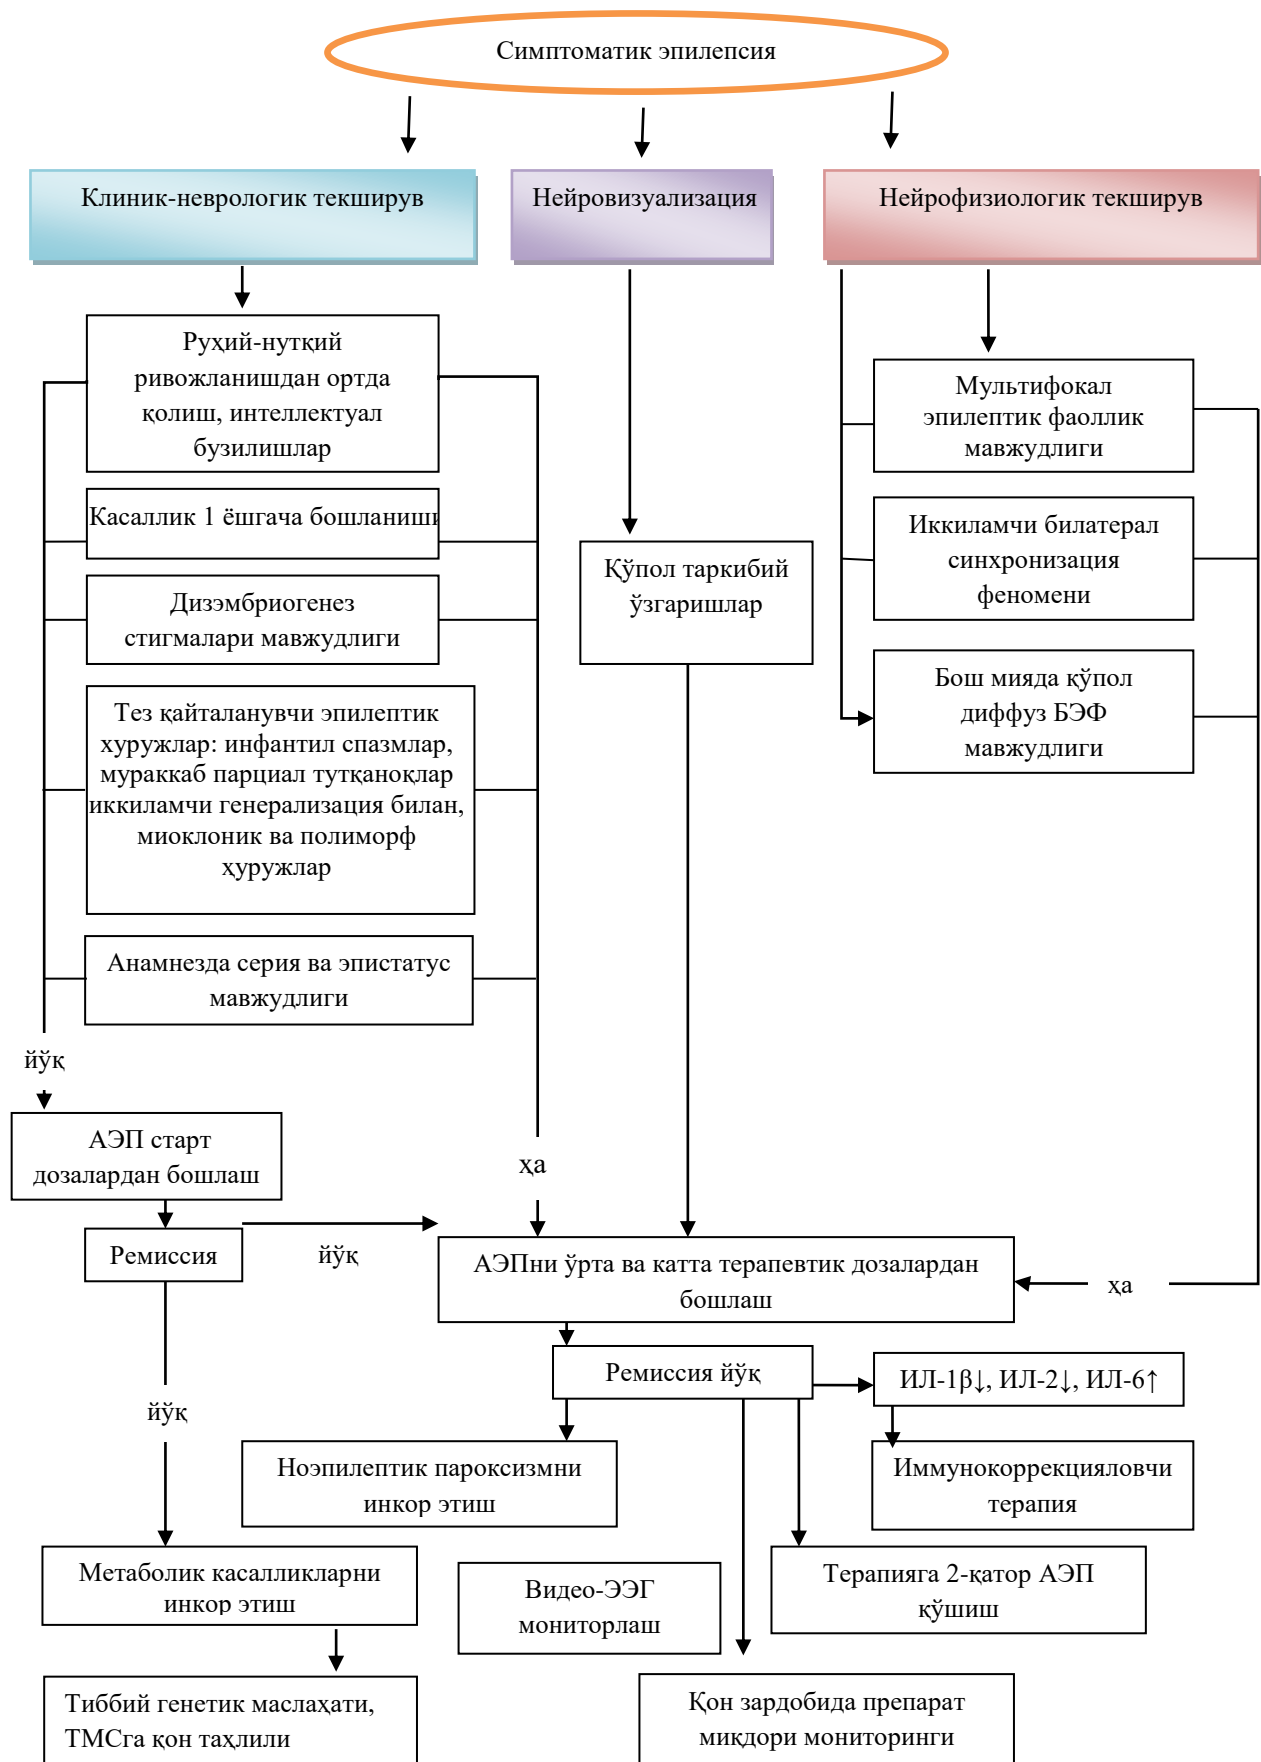 Симптоматик эпилепсия
Клиник-неврологик текширув
Нейровизуализация
Нейрофизиологик текширув
Руҳий-нутқий
ривожланишдан ортда
қолиш, интеллектуал
бузилишлар
Касаллик 1 ёшгача бошланиши
Дизэмбриогенез
стигмалари мавжудлиги
Тез қайталанувчи эпилептик
хуружлар: инфантил спазмлар,
мураккаб парциал тутқаноқлар
иккиламчи генерализация билан,
миоклоник ва полиморф
ҳуружлар
Анамнезда серия ва эпистатус
мавжудлиги
Қўпол таркибий
ўзгаришлар
Мультифокал
эпилептик фаоллик
мавжудлиги
Иккиламчи билатерал
синхронизация
феномени
Бош мияда қўпол
диффуз БЭФ
мавжудлиги
йўқ
АЭП старт
дозалардан бошлаш
ҳа
Ремиссия
йўқ
АЭПни ўрта ва катта терапевтик дозалардан
бошлаш
ҳа
Ремиссия йўқ
ИЛ-1β↓, ИЛ-2↓, ИЛ-6↑
йўқ
Ноэпилептик пароксизмни
инкор этиш
Иммунокоррекцияловчи
терапия
Метаболик касалликларни
инкор этиш
Видео-ЭЭГ
мониторлаш
Терапияга 2-қатор АЭП
қўшиш
Тиббий генетик маслаҳати,
ТМСга қон таҳлили
Қон зардобида препарат
миқдори мониторинги